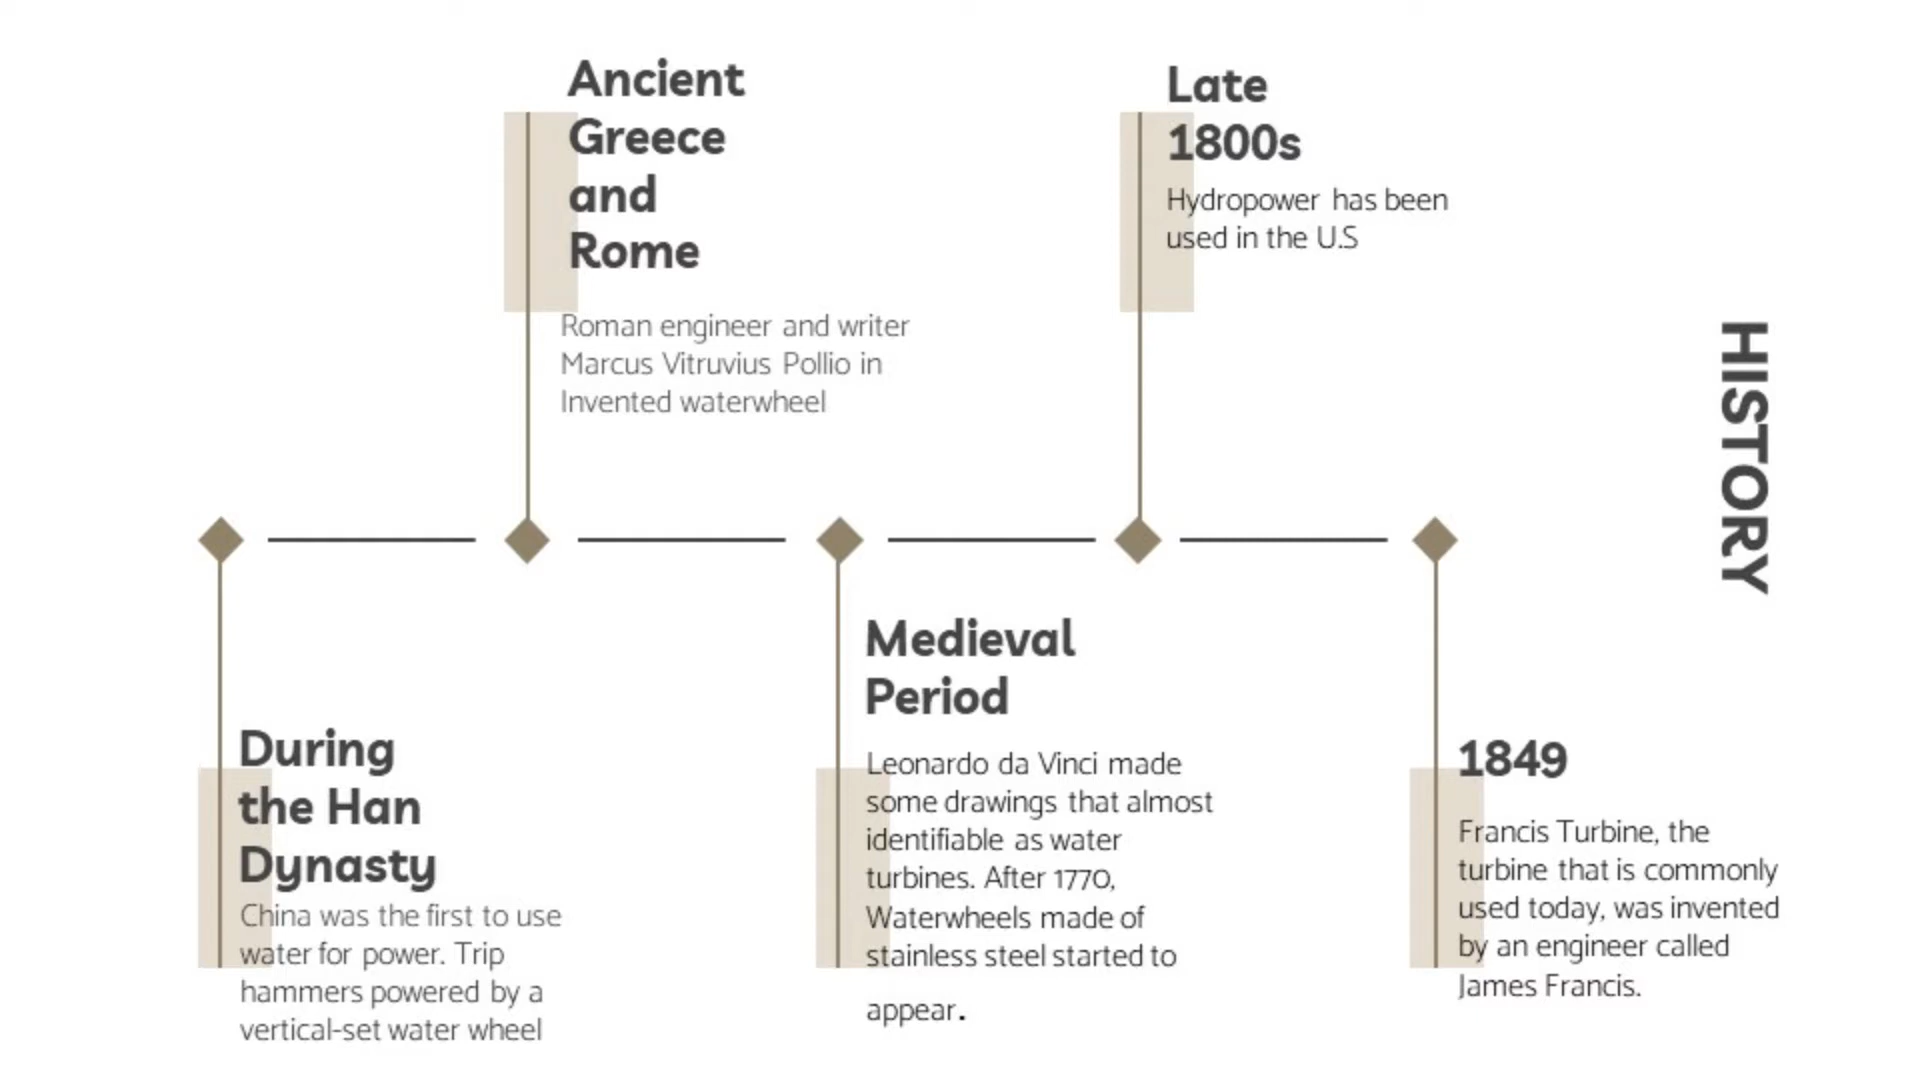 Ancient
Greece
and
Rome
Roman engineer and writer
Marcus Vitruvius Pollio in
Invented waterwheel
Late
1800s
Hydropower has been
used in the U.S
HISTORY
During
the Han
Dynasty
China was the first to use
water for power. Trip
hammers powered by a
vertical-set water wheel
Medieval
Period
Leonardo da Vinci made
some drawings that almost
identifiable as water
turbines. After 1770,
Waterwheels made of
stainless steel started to
appear.
1849
Francis Turbine, the
turbine that is commonly
used today, was invented
by an engineer called
James Francis.